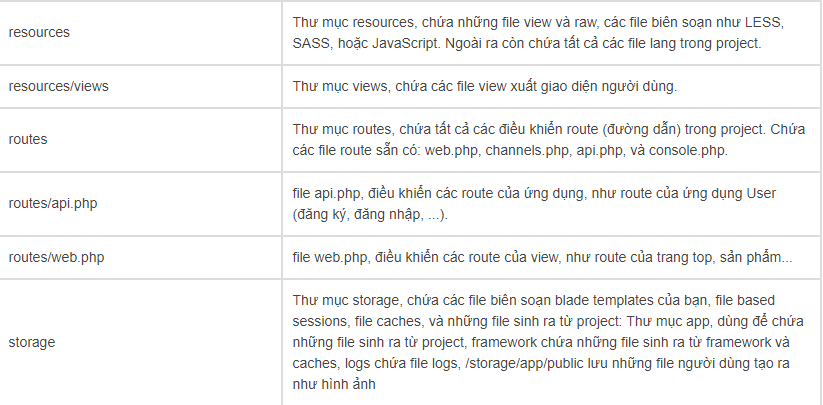 resources
Thư mục resources, chứa những file view và raw, các file biên soạn như LESS,
SASS, hoặc JavaScript. Ngoài ra còn chứa tất cả các file lang trong project.
resources/views
Thư mục views, chứa các file view xuất giao diện người dùng.
routes
Thư mục routes, chứa tất cả các điều khiển route (đường dẫn) trong project. Chứa
các file route sẵn có: web.php, channels.php, api.php, và console.php.
routes/api.php
file api.php, điều khiển các route của ứng dụng, như route của ứng dụng User
(đăng ký, đăng nhập, ...).
routes/web.php
file web.php, điều khiển các route của view, như route của trang top, sản phẩm...
storage
Thư mục storage, chứa các file biên soạn blade templates của bạn, file based
sessions, file caches, và những file sinh ra từ project: Thư mục app, dùng để chứa
những file sinh ra từ project, framework chứa những file sinh ra từ framework và
caches, logs chứa file logs, /storage/app/public lưu những file người dùng tạo ra
như hình ảnh